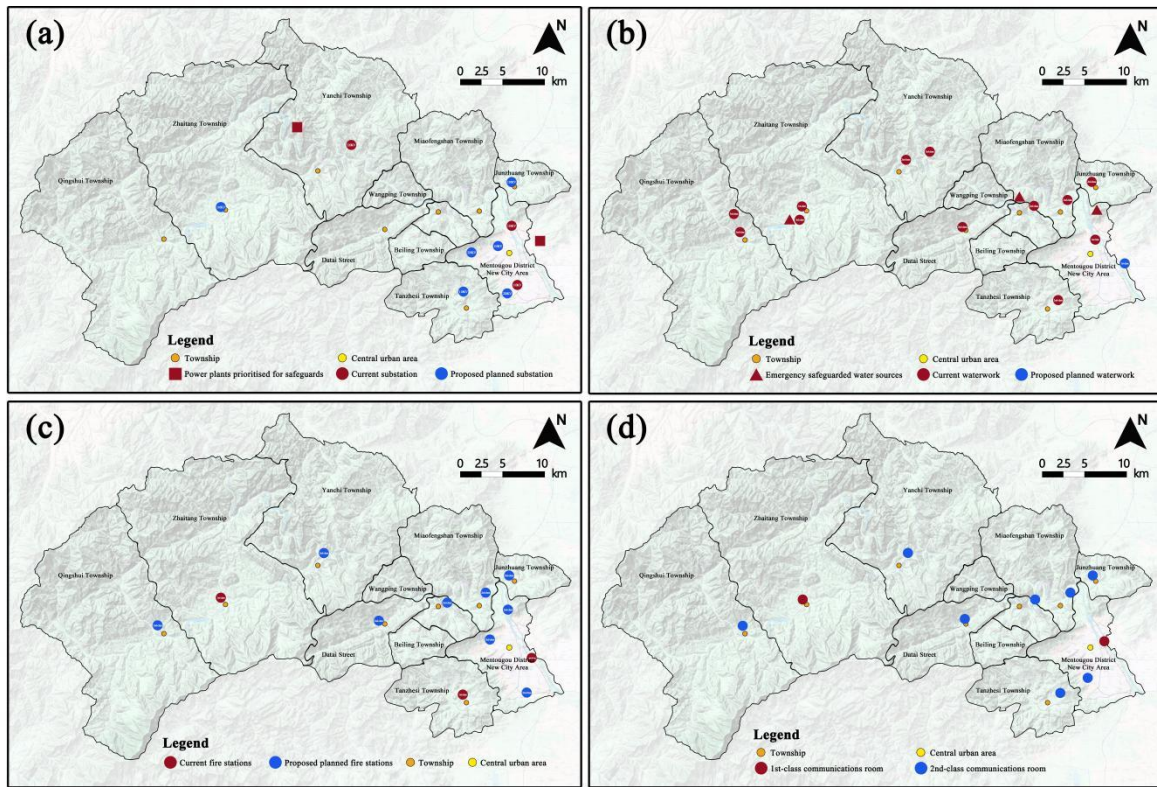 (a)
N
0 2.5 5 10
km
Yanchi Township
Zhaitang Township
Miaofengshan Township
Qingshui Township
Junzhuang Township
Wangping Township
Beiling Township
Datai Street
Mentougou District
New City Area
Tanzhesi Township
Legend
Township
Central urban area
Power plants prioritised for safeguards
Current substation
Proposed planned substation
(b)
N
0 2.5 5 10
km
Yanchi Township
Zhaitang Township
Miaofengshan Township
Qingshui Township
Junzhuang Township
Wangping Township
Beiling Township
Datai Street
Mentougou District
New City Area
Tanzhesi Township
Legend
Township
Central urban area
Emergency safeguarded water sources
Current waterwork
Proposed planned waterwork
(c)
N
0 2.5 5 10
km
Yanchi Township
Zhaitang Township
Miaofengshan Township
Qingshui Township
Junzhuang Township
Wangping Township
Beiling Township
Datai Street
Mentougou District
New City Area
Tanzhesi Township
Legend
Current fire stations
Proposed planned fire stations
Township
Central urban area
(d)
N
0 2.5 5 10
km
Yanchi Township
Zhaitang Township
Miaofengshan Township
Qingshui Township
Junzhuang Township
Wangping Township
Beiling Township
Datai Street
Mentougou District
New City Area
Tanzhesi Township
Legend
Township
Central urban area
1st-class communications room
2nd-class communications room